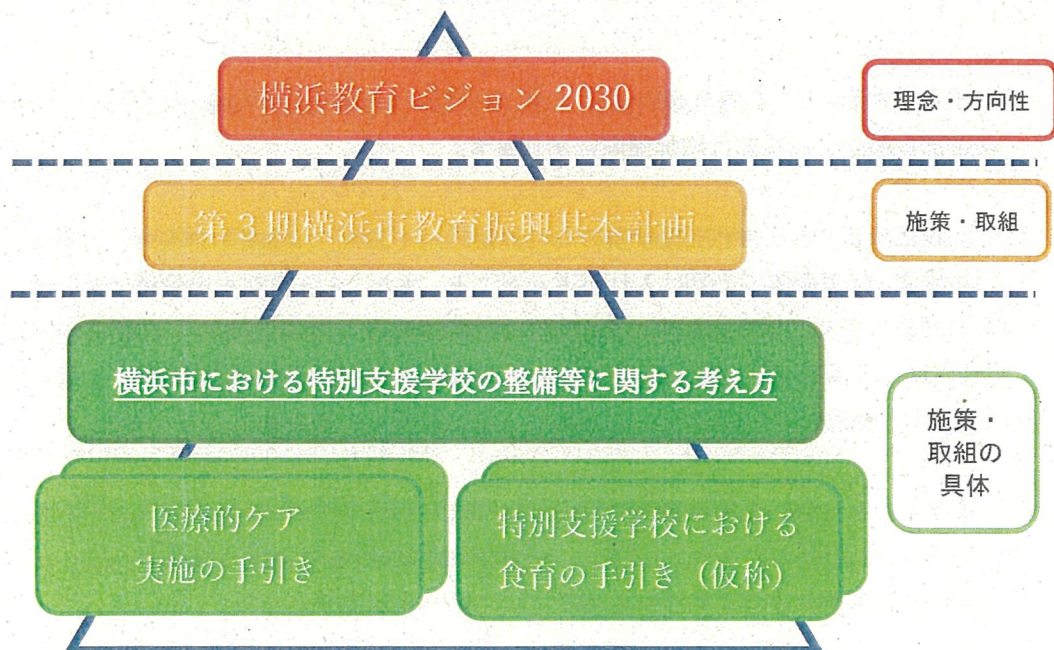 横浜教育ビジョン 2030
理念・方向性
第3期横浜市教育振興基本計画
施策・取組
横浜市における特別支援学校の整備等に関する考え方
施策・
取組の
具体
医療的ケア
実施の手引き
特別支援学校における
食育の手引き（仮称）